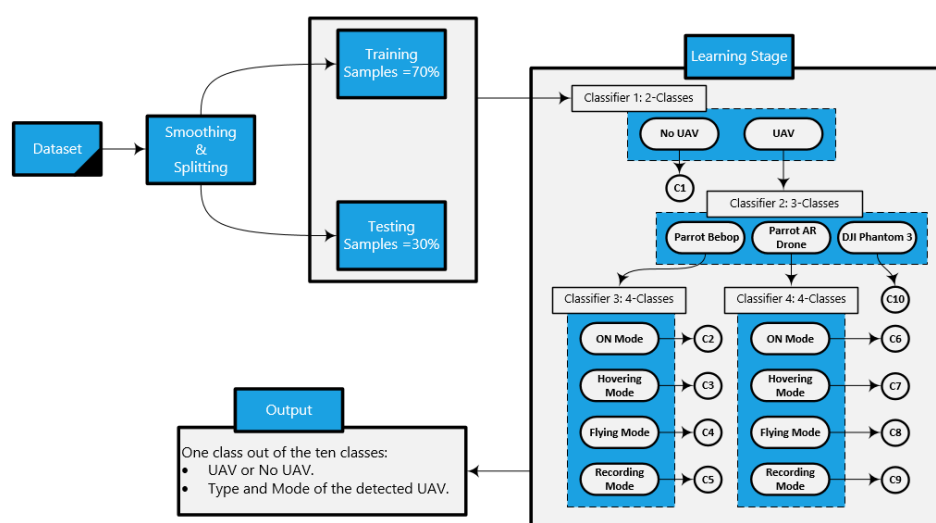 Dataset
Smoothing
&
Splitting
Training
Samples =70%
Testing
Samples =30%
Learning Stage
Classifier 1: 2-Classes
No UAV
UAV
C1
Classifier 2: 3-Classes
Parrot Bebop
Parrot AR
Drone
DJI Phantom 3
C10
Classifier 3: 4-Classes
ON Mode
C2
Hovering
Mode
C3
Flying Mode
C4
Recording
Mode
C5
Classifier 4: 4-Classes
ON Mode
C6
Hovering
Mode
C7
Flying Mode
C8
Recording
Mode
C9
Output
One class out of the ten classes:
• UAV or No UAV.
• Type and Mode of the detected UAV.